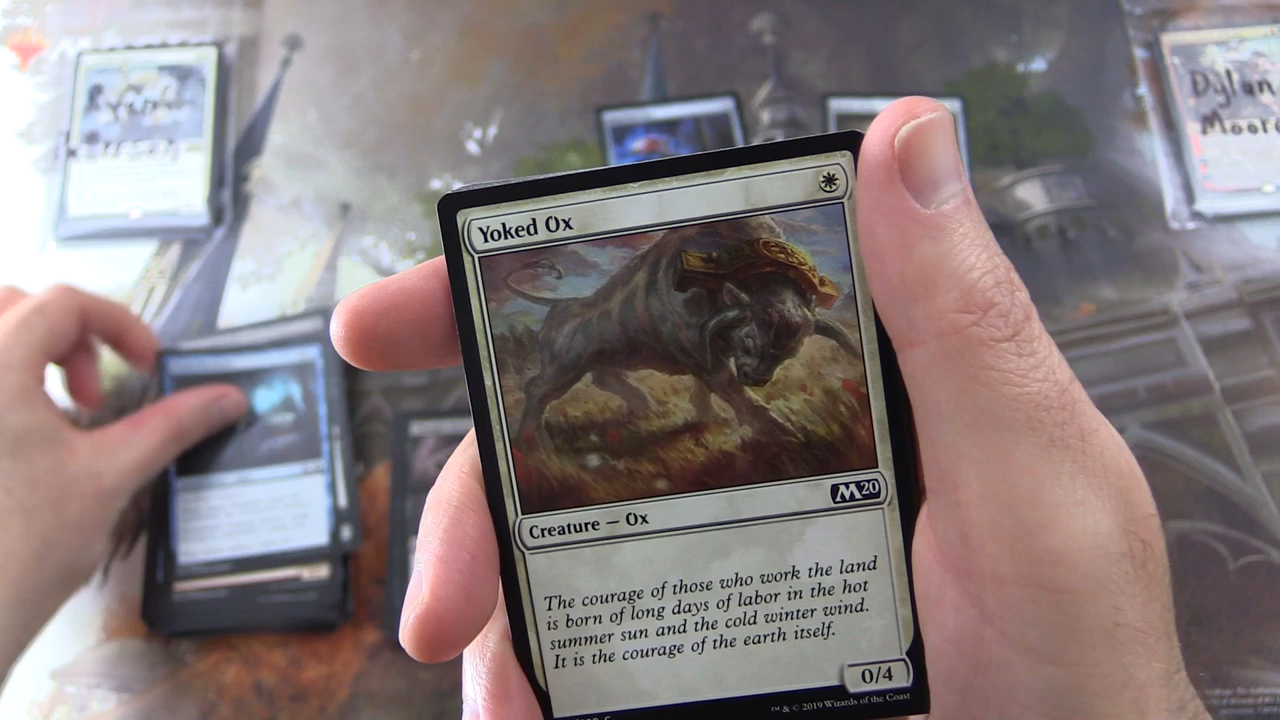 Dylan
Moore
Yoked Ox
M20
Creature — Ox
The courage of those who work the land
is born of long days of labor in the hot
summer sun and the cold winter wind.
It is the courage of the earth itself.
0/4
™ & © 2019 Wizards of the Coast